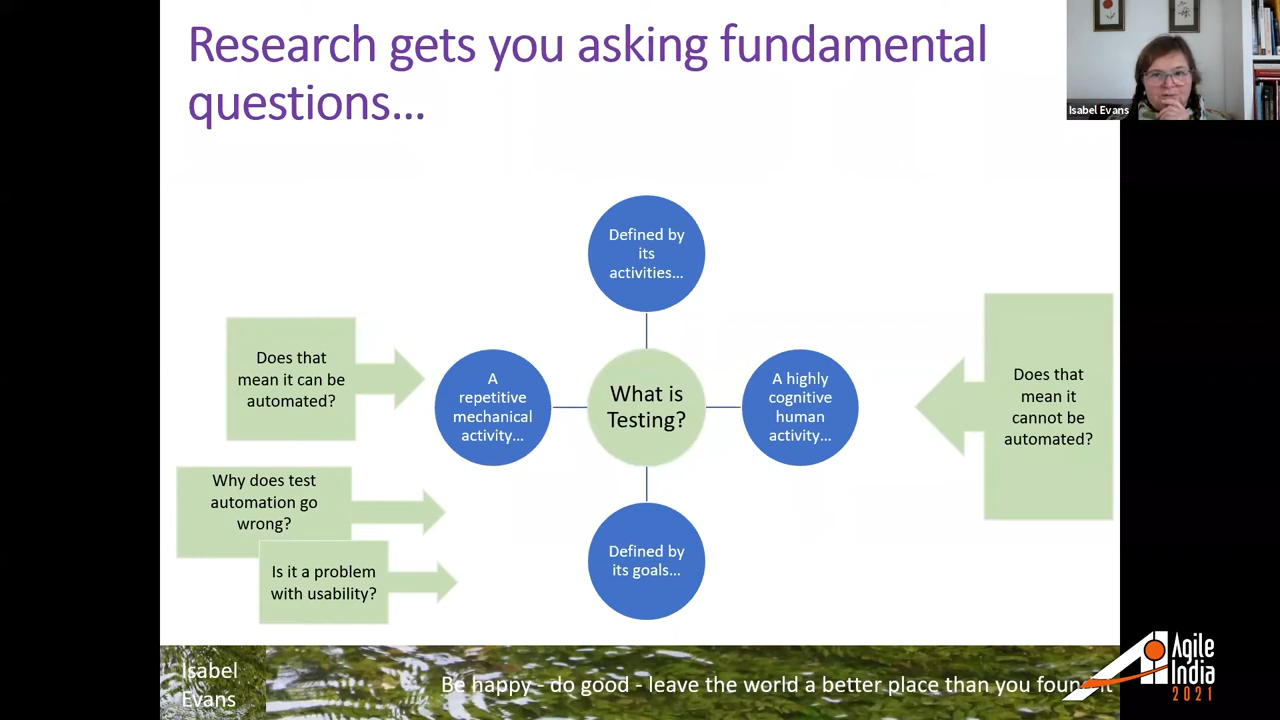 Research gets you asking fundamental
questions...
Isabel Evans
Defined by
its
activities...
Does that
mean it can be
automated?
A
repetitive
mechanical
activity...
What is
Testing?
A highly
cognitive
human
activity...
Does that
mean it
cannot be
automated?
Why does test
automation go
wrong?
Is it a problem
with usability?
Defined by
its goals...
Isabel
Evans
Be happy - do good - leave the world a better place than you found it
Agile
India
2021